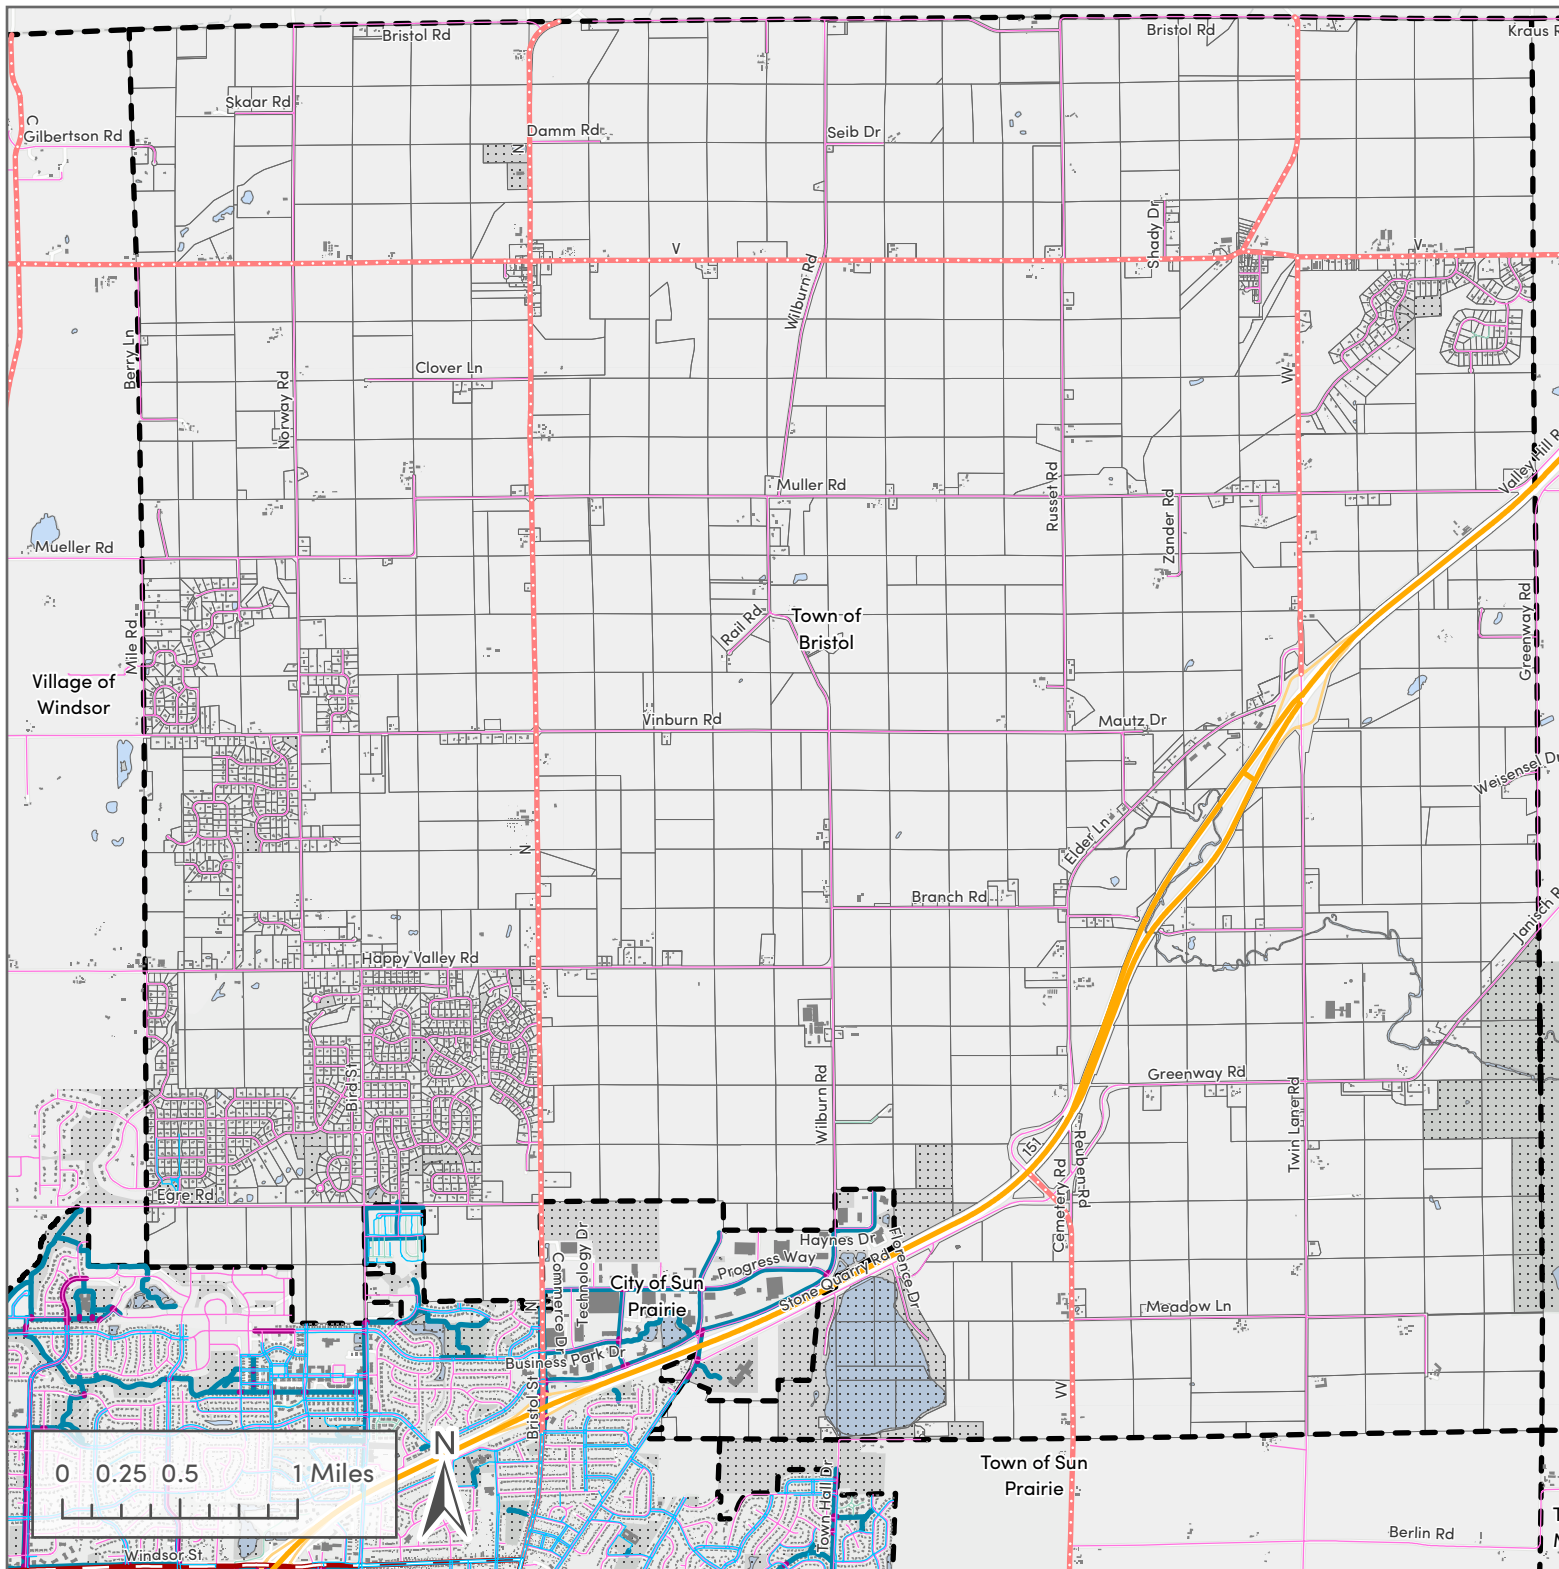 Bristol Rd
Bristol Rd
Kraus R
Skaar Rd
C
Gilbertson Rd
Damm Rd
N
Seib Dr
Shady Dr
V
V
Wilburn Rd
Berry Ln
Clover Ln
Norway Rd
VV
Valley Hill R
Muller Rd
Russet Rd
Zander Rd
Mueller Rd
Rail Rd
Town of
Bristol
Mile Rd
Greenway Rd
Village of
Windsor
Vinburn Rd
Mautz Dr
Weisensel Dr
Elder Ln
N
Branch Rd
Janisch R
Happy Valley Rd
Bird St
Wilburn Rd
Greenway Rd
Twin Lane Rd
151
Reuben Rd
Cemetery Rd
Egre Rd
Technology Dr
Commerce Dr
Haynes Dr
Progress Way
Florence Dr
Stone Quarry Rd
City of Sun
Prairie
N
Meadow Ln
Business Park Dr
VV
Bristol St
N
0 0.25 0.5 1 Miles
Town of Sun
Prairie
Town Hall Dr
Windsor St
Berlin Rd
T
M